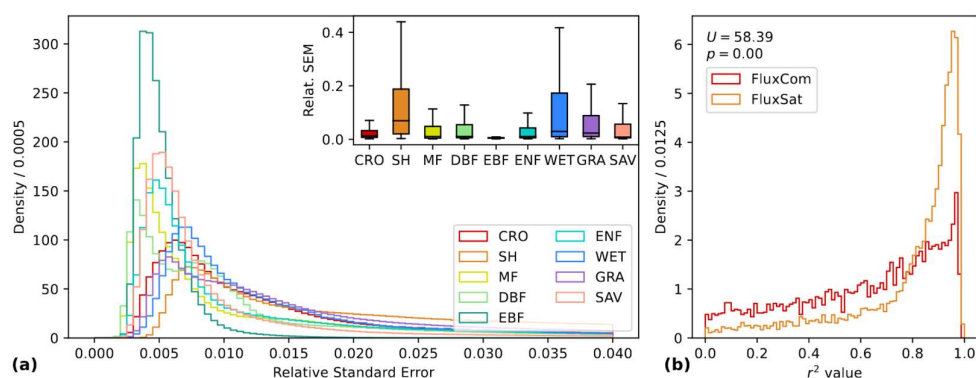 300
250
200
150
100
50
0
Density / 0.0005
0.000
0.005
0.010
0.015
0.020
0.025
0.030
0.035
0.040
Relative Standard Error
(a)
0.4
0.2
0.0
Relat. SEM
CRO SH MF DBF EBF ENF WET GRA SAV
CRO
SH
MF
DBF
EBF
ENF
WET
GRA
SAV
6
5
4
3
2
1
0
Density / 0.0125
U = 58.39
p = 0.00
FluxCom
FluxSat
0.0 0.2 0.4 0.6 0.8 1.0
r² value
(b)